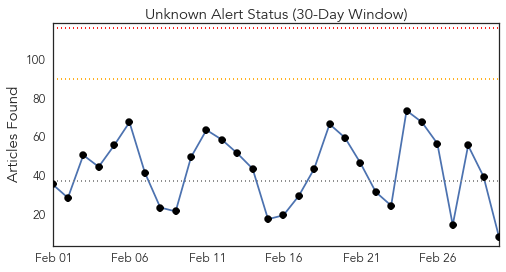 Unknown Alert Status (30-Day Window)
Articles Found
100
80
60
40
20
Feb 01 Feb 06 Feb 11 Feb 16 Feb 21 Feb 26